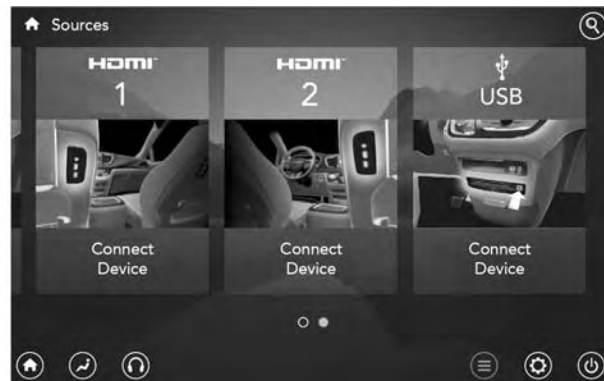 Sources
HDMI
1
Connect
Device
HDMI
2
Connect
Device
USB
Connect
Device